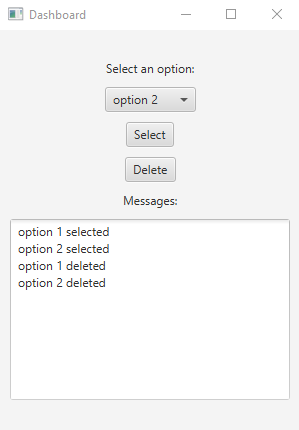 Dashboard
Select an option:
option 2
Select
Delete
Messages:
option 1 selected
option 2 selected
option 1 deleted
option 2 deleted